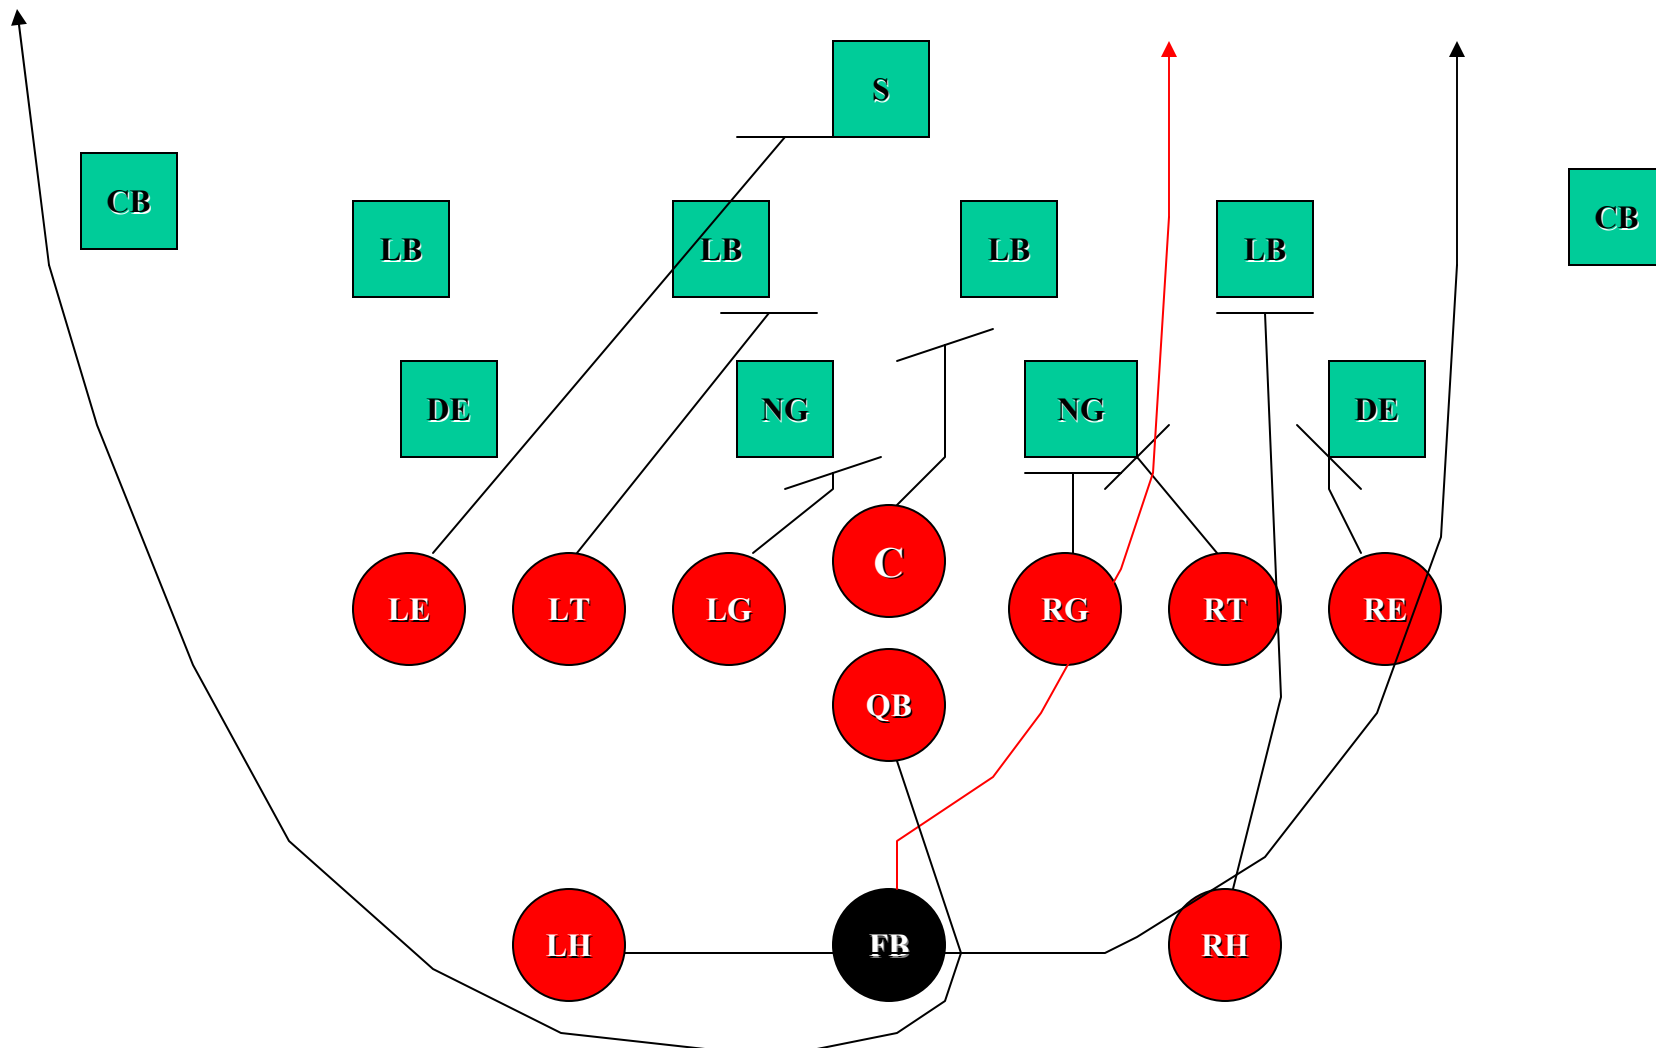 S
CB
CB
LB
LB
LB
LB
DE
NG
NG
DE
C
LE
LT
LG
RG
RT
RE
QB
LH
FB
RH